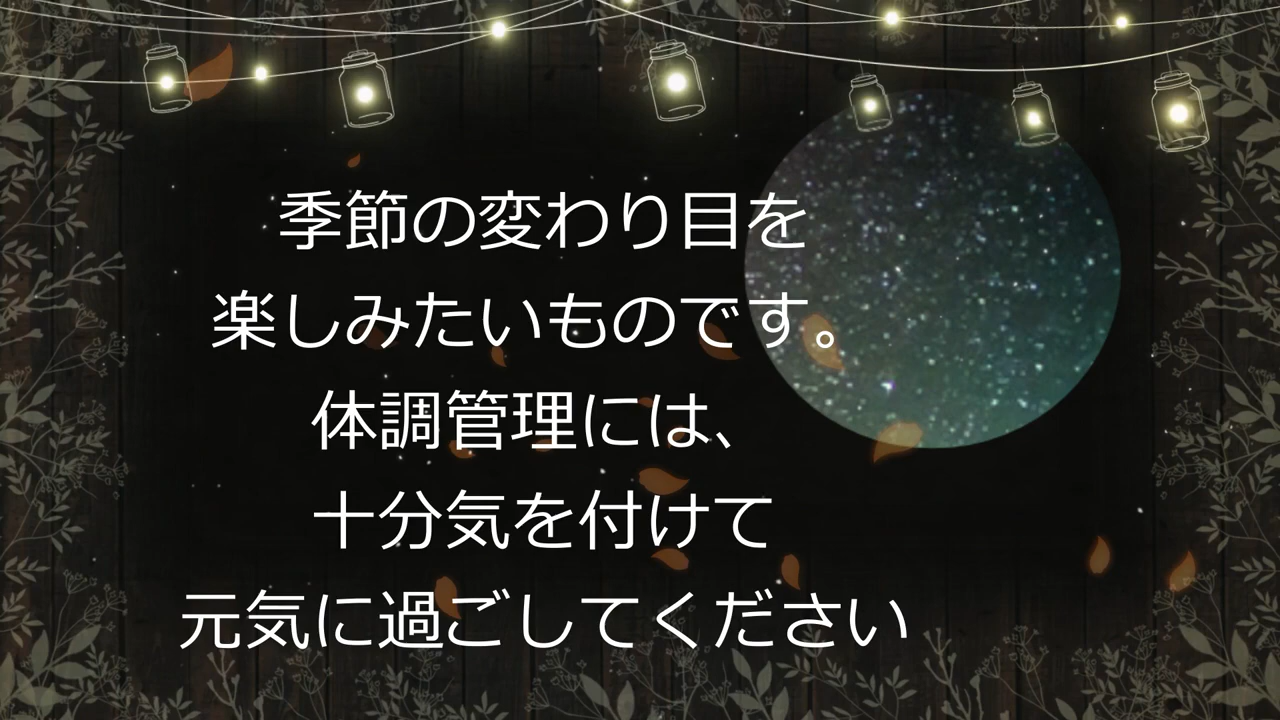 季節の変わり目を
楽しみたいものです。
体調管理には、
十分気を付けて
元気に過ごしてください